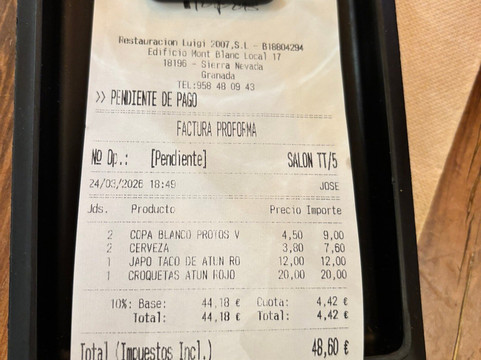 Restauracion Luigi 2007,S.L - B18804294
Edificio Mont Blanc Local 17
18196 - Sierra Nevada
Granada
TEL:958 48 09 43
>> PENDIENTE DE PAGO
FACTURA PROFORMA
Nº Op.: [Pendiente] SALON TT/5
24/03/2026 18:49 JOSE
Uds. Producto Precio Importe
2 COPA BLANCO PROTOS V 4,50 9,00
2 CERVEZA 3,80 7,60
1 JAPO TACO DE ATUN RO 12,00 12,00
1 CROQUETAS ATUN ROJO 20,00 20,00
10%: Base: 44,18 € Cuota: 4,42 €
Total: 44,18 € Total: 4,42 €
Total (Impuestos Incl.) 48,60 €